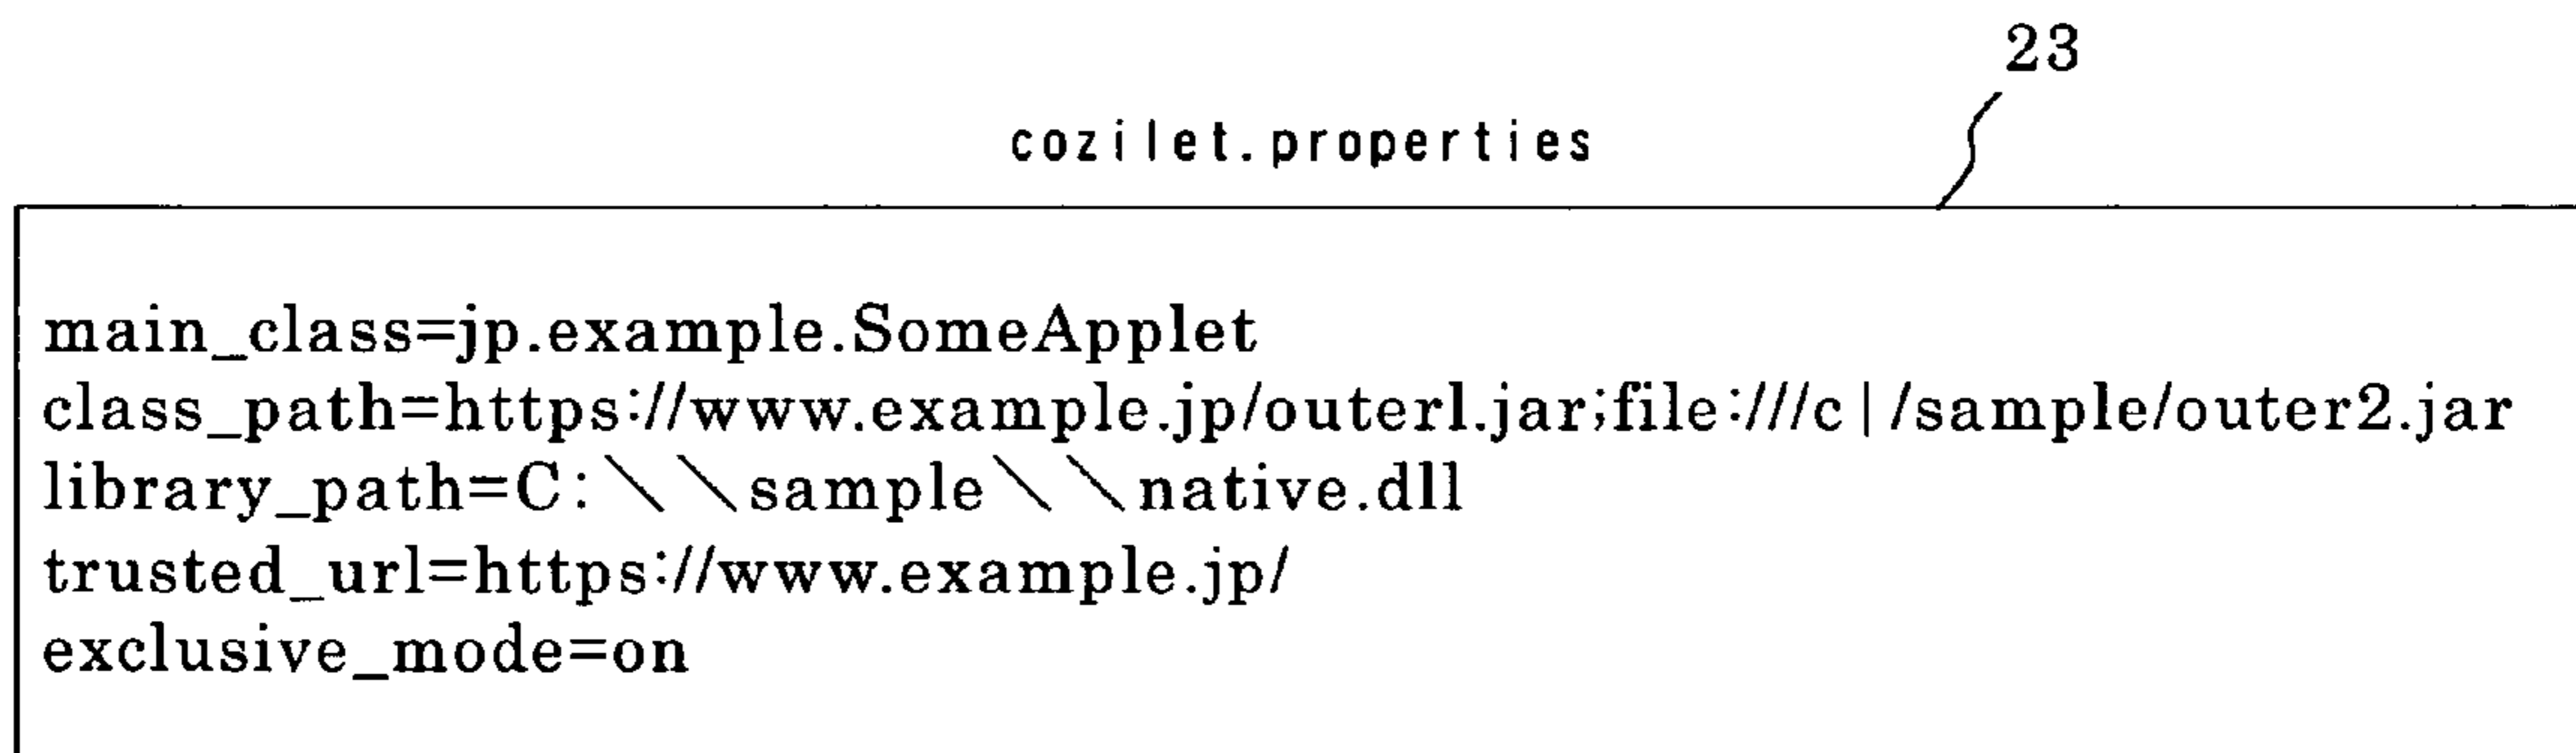 23
cozilet.properties
main_class=jp.example.SomeApplet
class_path=https://www.example.jp/outerl.jar;file:///c|/sample/outer2.jar
library_path=C:\\sample\\native.dll
trusted_url=https://www.example.jp/
exclusive_mode=on